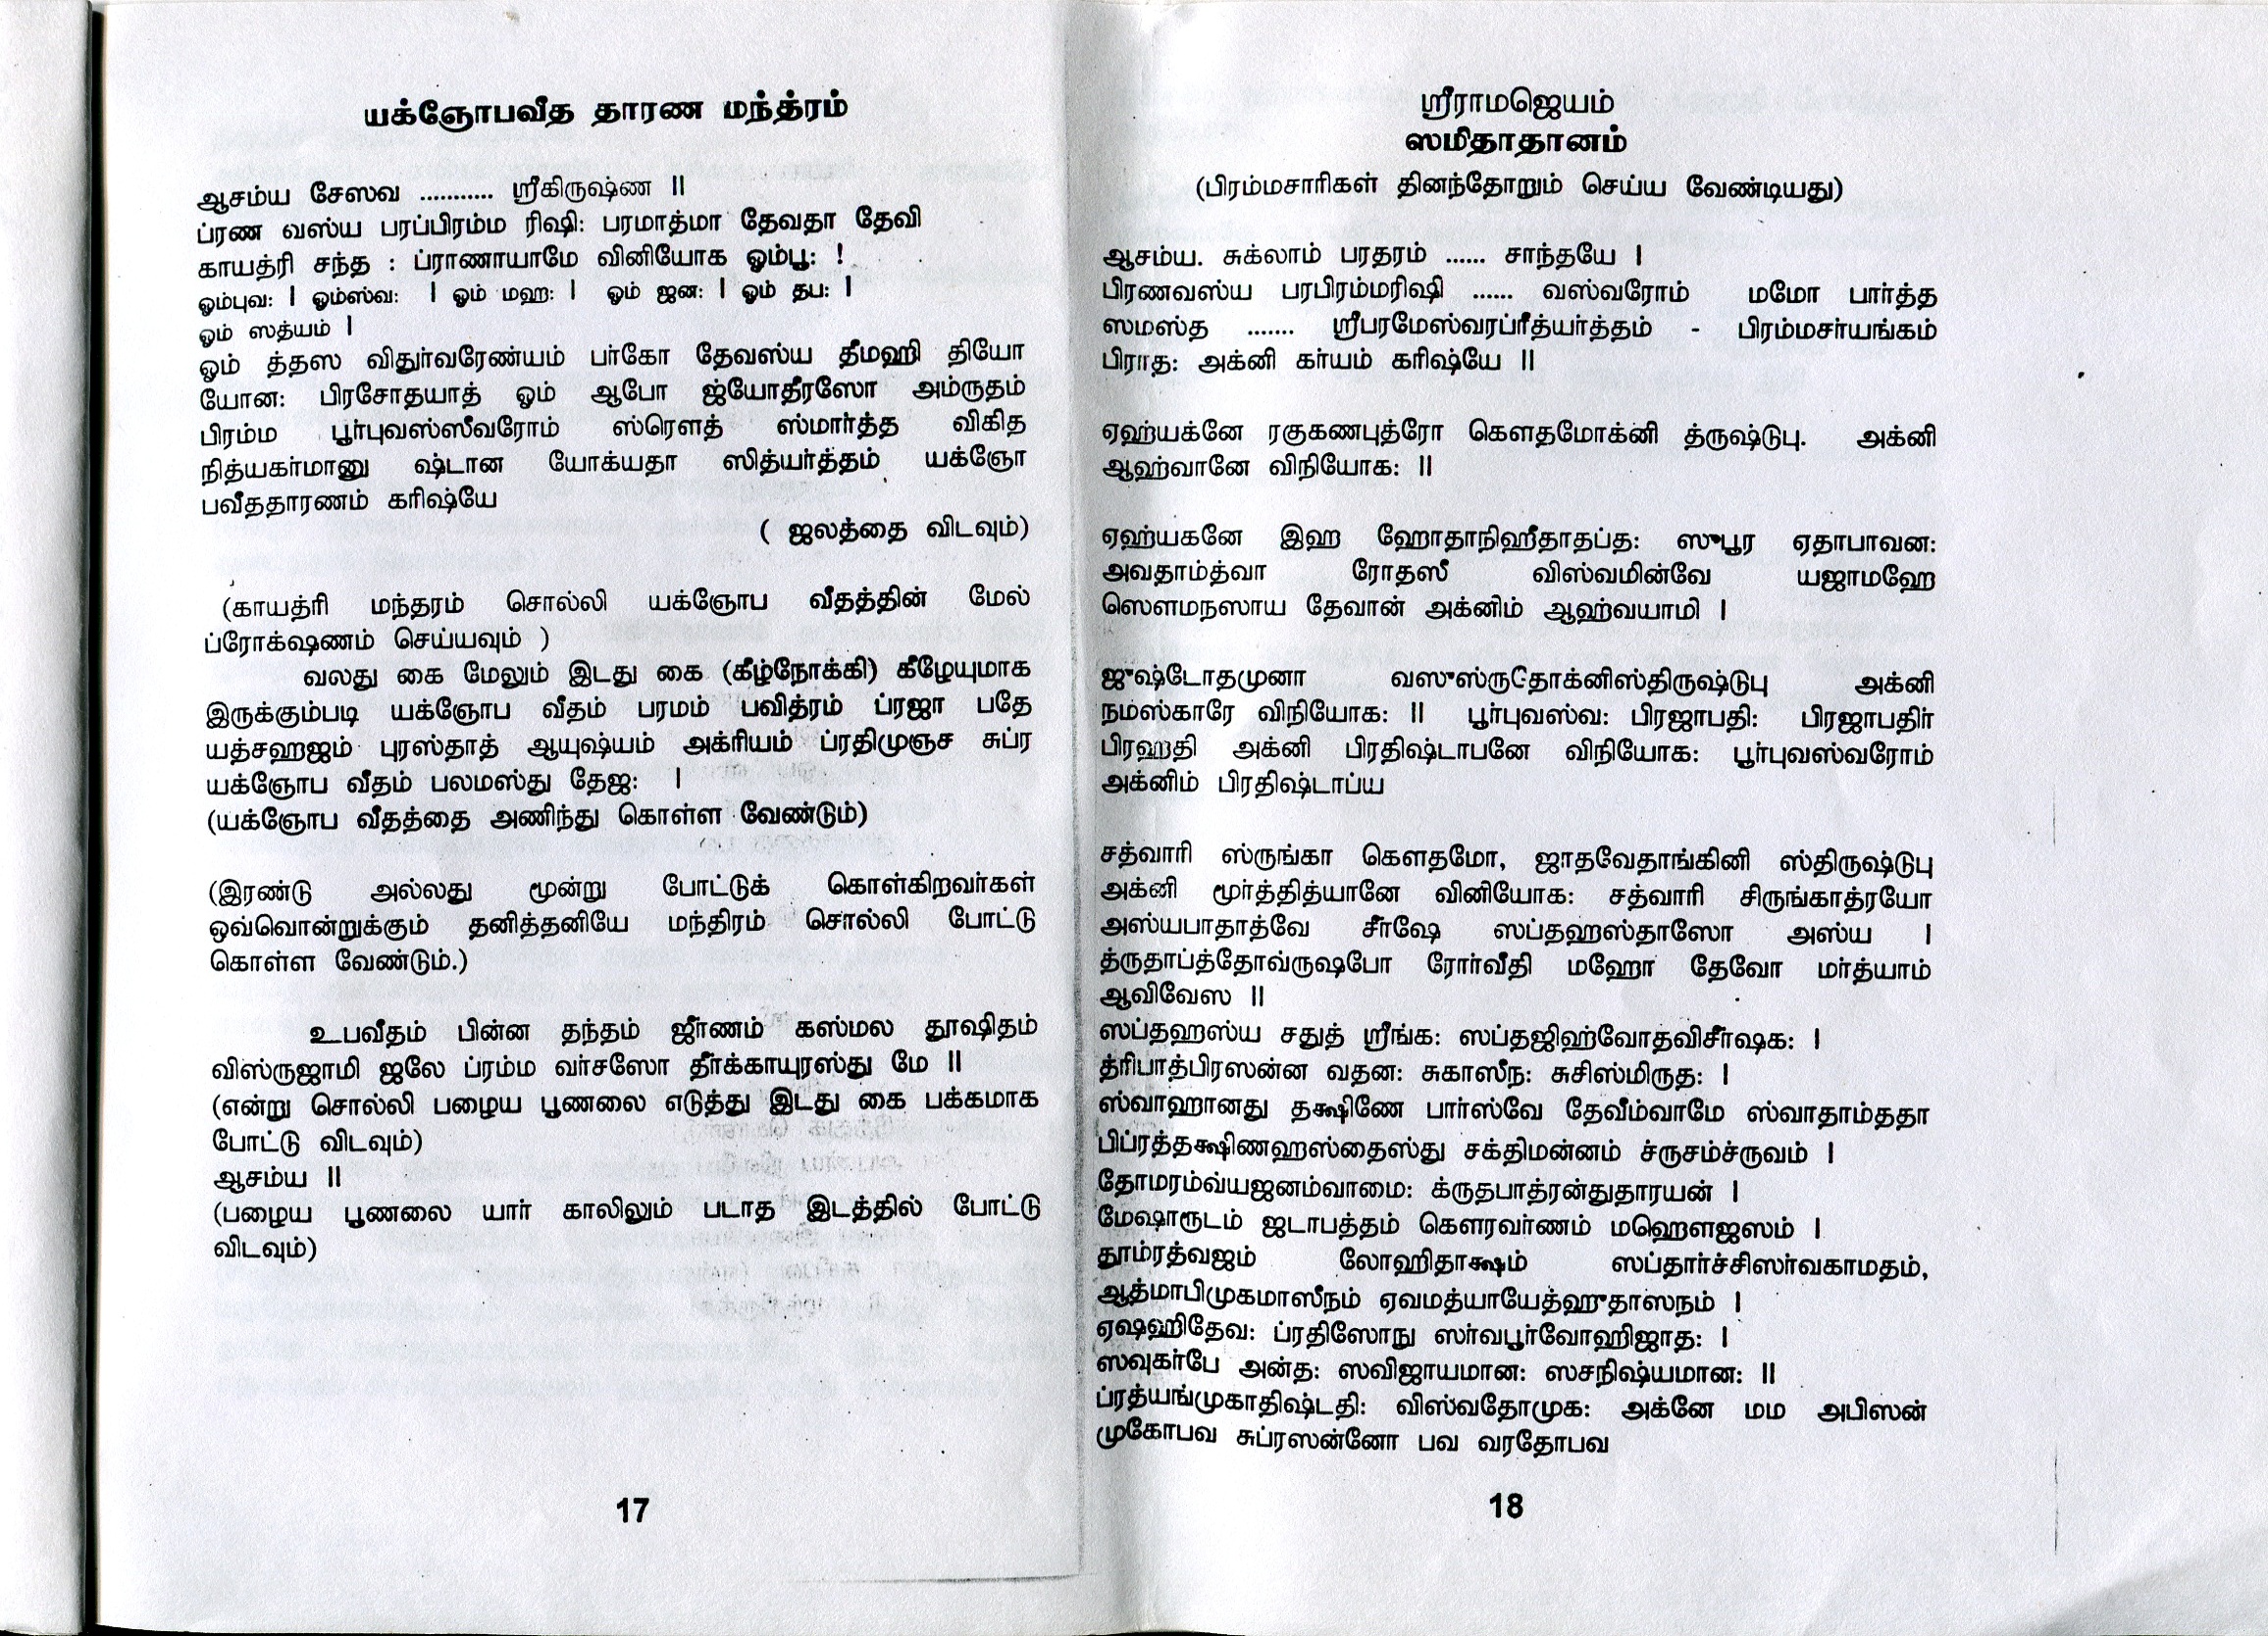 யக்ஞோபவீத தாரண மந்த்ரம்
ஆசம்ய சேஸவ ........... ஸ்ரீகிருஷ்ண ||
ப்ரண வஸ்ய பரப்பிரம்ம ரிஷி: பரமாத்மா தேவதா தேவி
காயத்ரி சந்த : ப்ராணாயாமே வினியோக ஓம்பூ: !
ஓம்புவ: | ஓம்ஸ்வ: | ஓம் மஹ: | ஓம் ஜன: | ஓம் தப: |
ஓம் ஸத்யம் |
ஓம் த்தஸ விதுர்வரேண்யம் பர்கோ தேவஸ்ய தீமஹி தியோ
யோன: பிரசோதயாத் ஓம் ஆபோ ஜ்யோதீரஸோ அம்ருதம்
பிரம்ம பூர்புவஸ்ஸீவரோம் ஸ்ரௌத் ஸ்மார்த்த விகித
நித்யகர்மானு ஷ்டான யோக்யதா ஸித்யர்த்தம் யக்ஞோ
பவீததாரணம் கரிஷ்யே
( ஜலத்தை விடவும்)
(காயத்ரி மந்தரம் சொல்லி யக்ஞோப வீதத்தின் மேல்
ப்ரோக்ஷணம் செய்யவும் )
வலது கை மேலும் இடது கை (கீழ்நோக்கி) கீழேயுமாக
இருக்கும்படி யக்ஞோப வீதம் பரமம் பவித்ரம் ப்ரஜா பதே
யத்சஹஜம் புரஸ்தாத் ஆயுஷ்யம் அக்ரியம் ப்ரதிமுஞச சுப்ர
யக்ஞோப வீதம் பலமஸ்து தேஜ: |
(யக்ஞோப வீதத்தை அணிந்து கொள்ள வேண்டும்)
(இரண்டு அல்லது மூன்று போட்டுக் கொள்கிறவர்கள்
ஒவ்வொன்றுக்கும் தனித்தனியே மந்திரம் சொல்லி போட்டு
கொள்ள வேண்டும்.)
உபவீதம் பின்ன தந்தம் ஜீர்ணம் கஸ்மல தூஷிதம்
விஸ்ருஜாமி ஜலே ப்ரம்ம வர்சஸோ தீர்க்காயுரஸ்து மே ||
(என்று சொல்லி பழைய பூணலை எடுத்து இடது கை பக்கமாக
போட்டு விடவும்)
ஆசம்ய ||
(பழைய பூணலை யார் காலிலும் படாத இடத்தில் போட்டு
விடவும்)
17
ஸ்ரீராமஜெயம்
ஸமிதாதானம்
(பிரம்மசாரிகள் தினந்தோறும் செய்ய வேண்டியது)
ஆசம்ய. சுக்லாம் பரதரம் ...... சாந்தயே |
பிரணவஸ்ய பரபிரம்மரிஷி ...... வஸ்வரோம் மமோ பார்த்த
ஸமஸ்த ....... ஸ்ரீபரமேஸ்வரப்ரீத்யர்த்தம் - பிரம்மசர்யங்கம்
பிராத: அக்னி கர்யம் கரிஷ்யே ||
ஏஹ்யக்னே ரகுகணபுத்ரோ கௌதமோக்னி த்ருஷ்டுபு. அக்னி
ஆஹ்வானே விநியோக: ||
ஏஹ்யகனே இஹ ஹோதாநிஹீதாதப்த: ஸுபூர ஏதாபாவன:
அவதாம்த்வா ரோதஸீ விஸ்வமின்வே யஜாமஹே
ஸௌமநஸாய தேவான் அக்னிம் ஆஹ்வயாமி |
ஜுஷ்டோதமுனா வஸுஸ்ருதோக்னிஸ்திருஷ்டுபு அக்னி
நமஸ்காரே விநியோக: || பூர்புவஸ்வ: பிரஜாபதி: பிரஜாபதிர்
பிரஹதி அக்னி பிரதிஷ்டாபனே விநியோக: பூர்புவஸ்வரோம்
அக்னிம் பிரதிஷ்டாப்ய
சத்வாரி ஸ்ருங்கா கௌதமோ, ஜாதவேதாங்கினி ஸ்திருஷ்டுபு
அக்னி மூர்த்தித்யானே வினியோக: சத்வாரி சிருங்காத்ரயோ
அஸ்யபாதாத்வே சீர்ஷே ஸப்தஹஸ்தாஸோ அஸ்ய |
த்ருதாப்த்தோவ்ருஷபோ ரோர்வீதி மஹோ தேவோ மர்த்யாம்
ஆவிவேஸ ||
ஸப்தஹஸ்ய சதுத் ஸ்ரீங்க: ஸப்தஜிஹ்வோதவிசீர்ஷக: |
த்ரிபாத்பிரஸன்ன வதன: சுகாஸீந: சுசிஸ்மிருத: |
ஸ்வாஹானது தக்ஷிணே பார்ஸ்வே தேவீம்வாமே ஸ்வாதாம்ததா
பிப்ரத்தக்ஷிணஹஸ்தைஸ்து சக்திமன்னம் ச்ருசம்ச்ருவம் |
தோமரம்வ்யஜனம்வாமை: க்ருதபாத்ரன்துதாரயன் |
மேஷாரூடம் ஜடாபத்தம் கௌரவர்ணம் மஹௌஜஸம் |
தூம்ரத்வஜம் லோஹிதாக்ஷம் ஸப்தார்ச்சிஸர்வகாமதம்,
ஆத்மாபிமுகமாஸீநம் ஏவமத்யாயேத்ஹுதாஸநம் |
ஏஷஹிதேவ: ப்ரதிஸோநு ஸர்வபூர்வோஹிஜாத: |
ஸவுகர்பே அன்த: ஸவிஜாயமான: ஸசநிஷ்யமான: ||
ப்ரத்யங்முகாதிஷ்டதி: விஸ்வதோமுக: அக்னே மம அபிஸன்
முகோபவ சுப்ரஸன்னோ பவ வரதோபவ
18